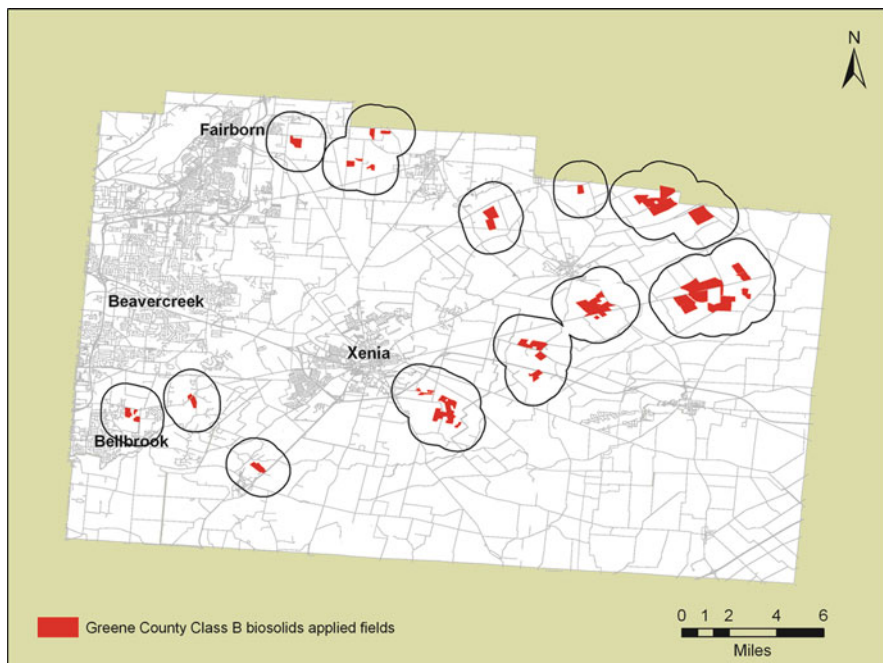 N
Fairborn
Beavercreek
Xenia
Bellbrook
Greene County Class B biosolids applied fields
0 1 2 4 6
Miles